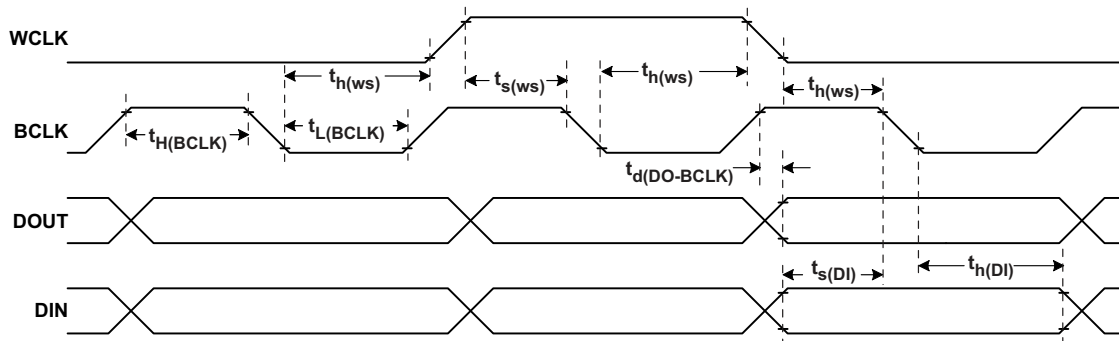 WCLK
t_h(ws) t_s(ws) t_h(ws) t_h(ws)
BCLK
t_H(BCLK) t_L(BCLK)
t_d(DO-BCLK)
DOUT
t_s(DI) t_h(DI)
DIN